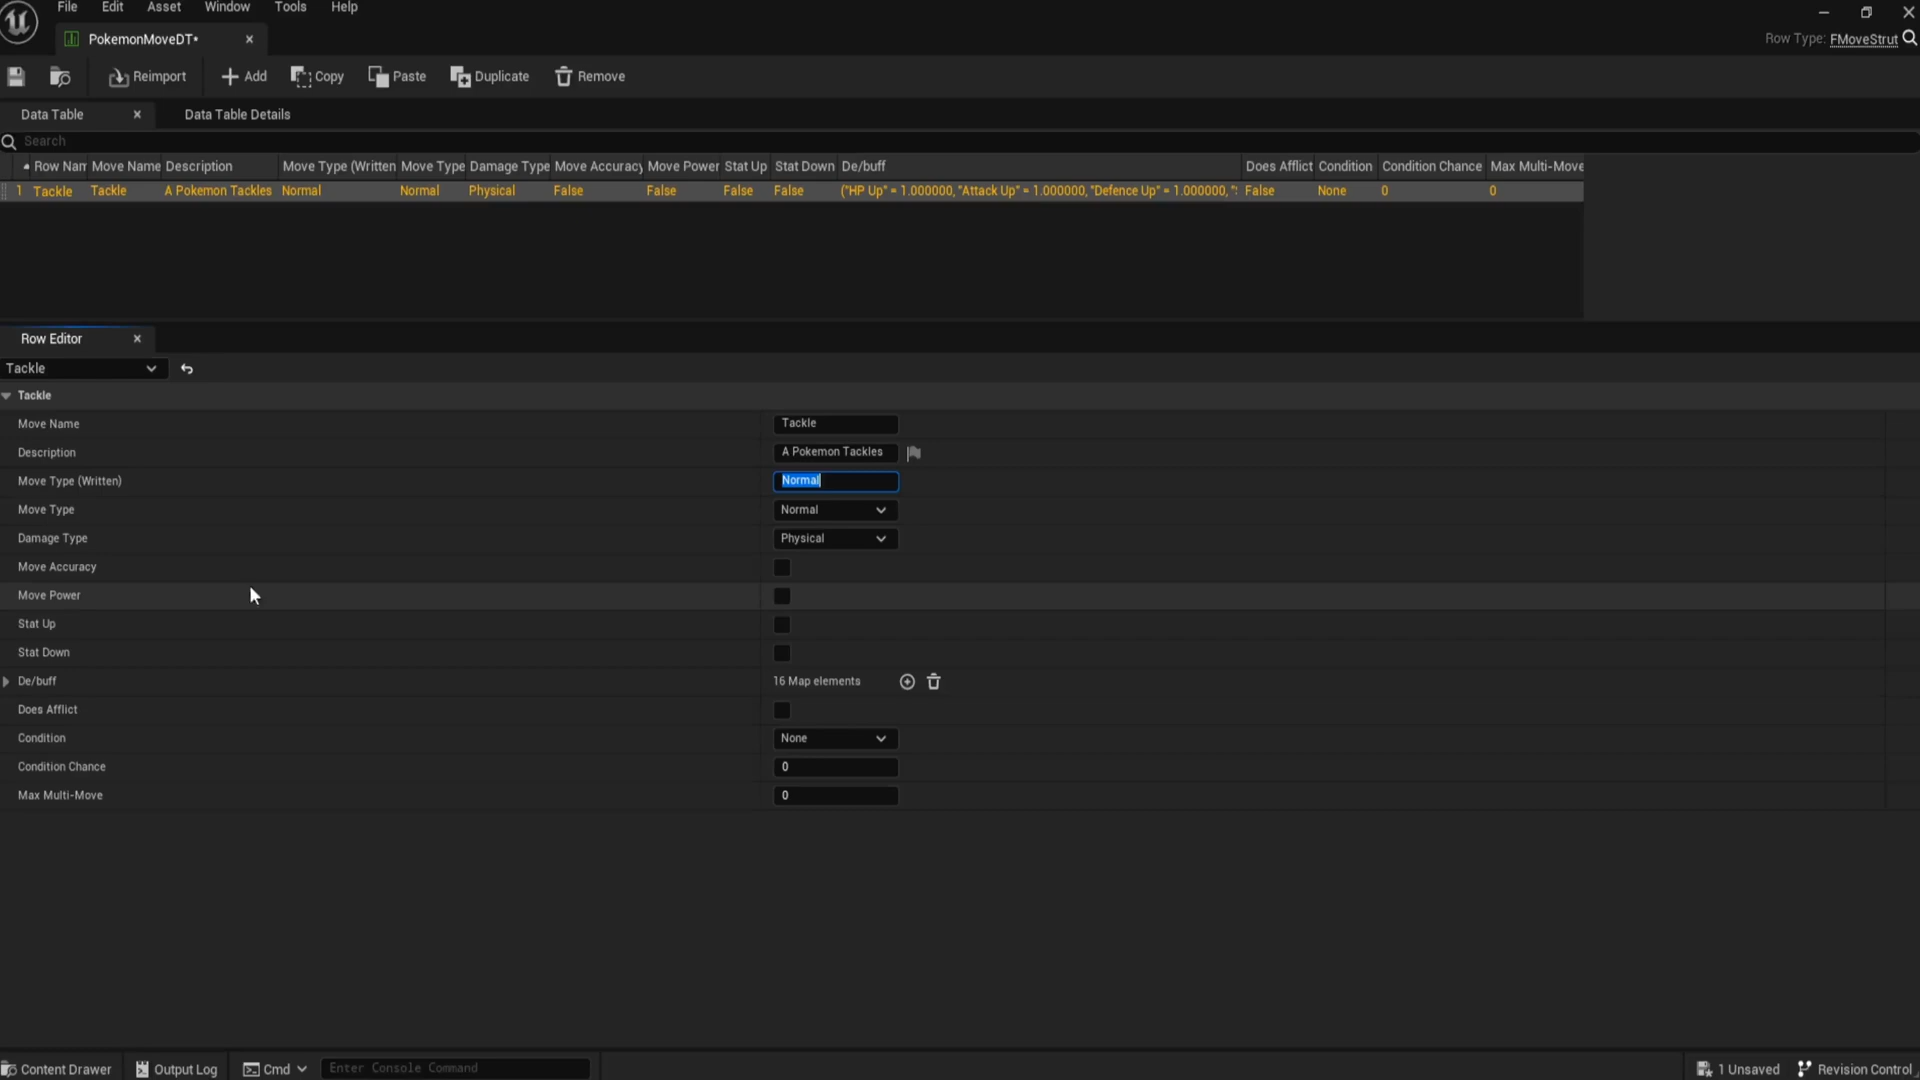 File Edit Asset Window Tools Help
PokemonMoveDT*
Row Type: FMoveStrut
Reimport Add Copy Paste Duplicate Remove
Data Table Data Table Details
Search
Row Nam Move Name Description Move Type (Written Move Type Damage Type Move Accuracy Move Power Stat Up Stat Down De/buff Does Afflict Condition Condition Chance Max Multi-Move
1 Tackle Tackle A Pokemon Tackles Normal Normal Physical False False False False ("HP Up" = 1.000000, "Attack Up" = 1.000000, "Defence Up" = 1.000000, " False None 0 0
Row Editor
Tackle
Tackle
Move Name Tackle
Description A Pokemon Tackles
Move Type (Written) Normal
Move Type Normal
Damage Type Physical
Move Accuracy
Move Power
Stat Up
Stat Down
De/buff 16 Map elements
Does Afflict
Condition None
Condition Chance 0
Max Multi-Move 0
Content Drawer Output Log Cmd Enter Console Command 1 Unsaved Revision Control